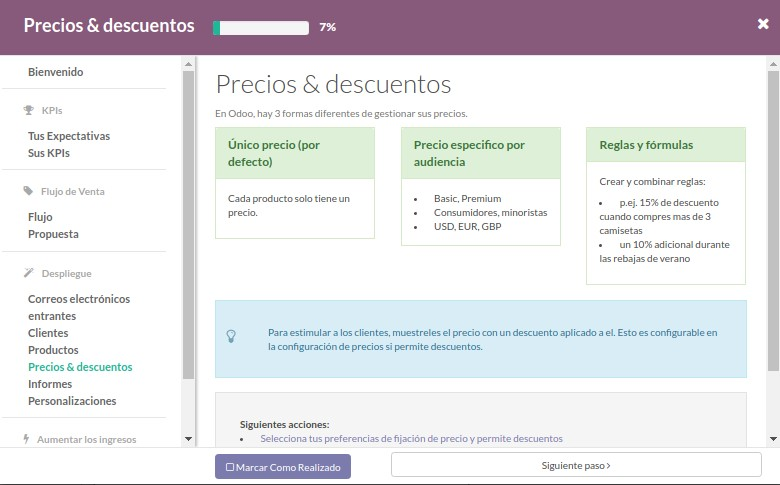 Precios & descuentos 7% ×
Bienvenido
KPIs
Tus Expectativas
Sus KPIs
Flujo de Venta
Flujo
Propuesta
Despliegue
Correos electrónicos
entrantes
Clientes
Productos
Precios & descuentos
Informes
Personalizaciones
Aumentar los ingresos
Precios & descuentos
En Odoo, hay 3 formas diferentes de gestionar sus precios.
Único precio (por
defecto)
Cada producto solo tiene un
precio.
Precio especifico por
audiencia
• Basic, Premium
• Consumidores, minoristas
• USD, EUR, GBP
Reglas y fórmulas
Crear y combinar reglas:
• p.ej. 15% de descuento
cuando compres mas de 3
camisetas
• un 10% adicional durante
las rebajas de verano
Para estimular a los clientes, muestreles el precio con un descuento aplicado a el. Esto es configurable en
la configuración de precios si permite descuentos.
Siguientes acciones:
• Selecciona tus preferencias de fijación de precio y permite descuentos
Marcar Como Realizado
Siguiente paso ›